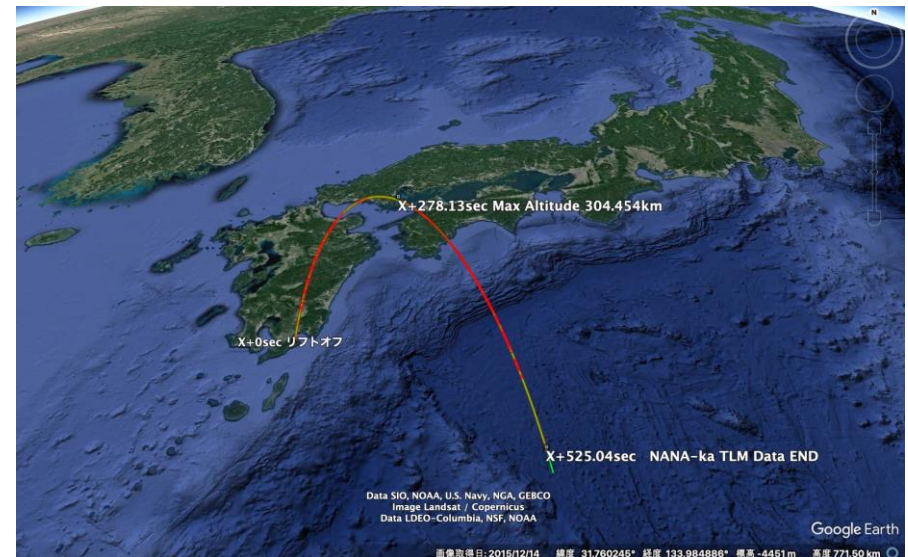 N
X+278.13sec Max Altitude 304.454km
X+0sec リフトオフ
X+525.04sec NANA-ka TLM Data END
Data SIO, NOAA, U.S. Navy, NGA, GEBCO
Image Landsat / Copernicus
Data LDEO-Columbia, NSF, NOAA
Google Earth
画像取得日: 2015/12/14 緯度 31.760245° 経度 133.984886° 標高 -4451 m 高度 771.50 km